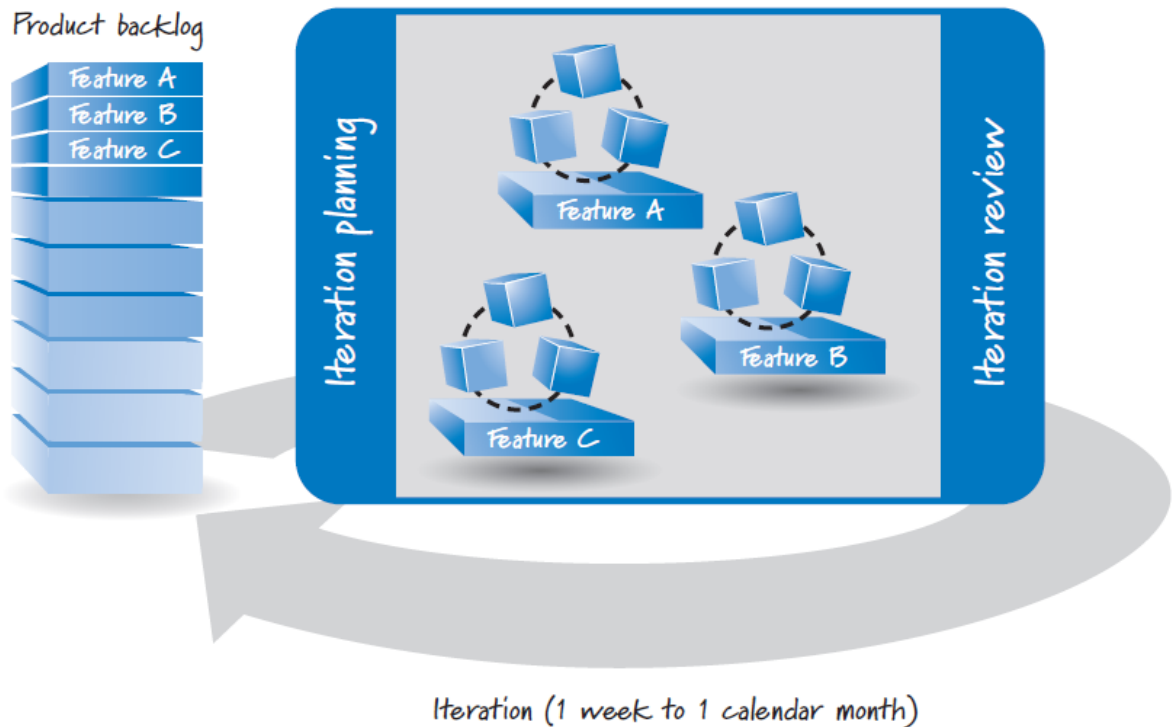 Product backlog
Feature A
Feature B
Feature C
Iteration planning
Feature A
Feature B
Feature C
Iteration review
Iteration (1 week to 1 calendar month)